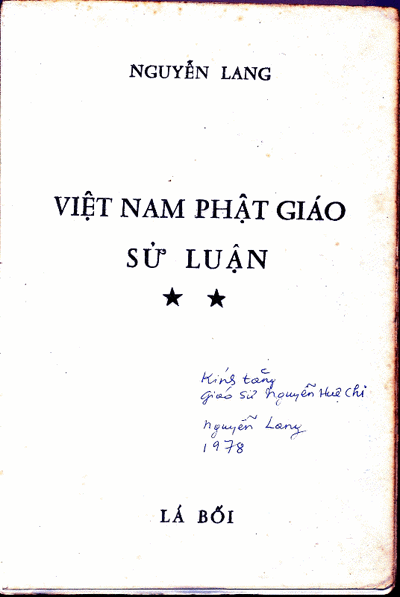 NGUYỄN LANG
VIỆT NAM PHẬT GIÁO
SỬ LUẬN
★ ★
Kính tặng
giáo sư Nguyễn Huệ Chi
Nguyễn Lang
1978
LÁ BỐI